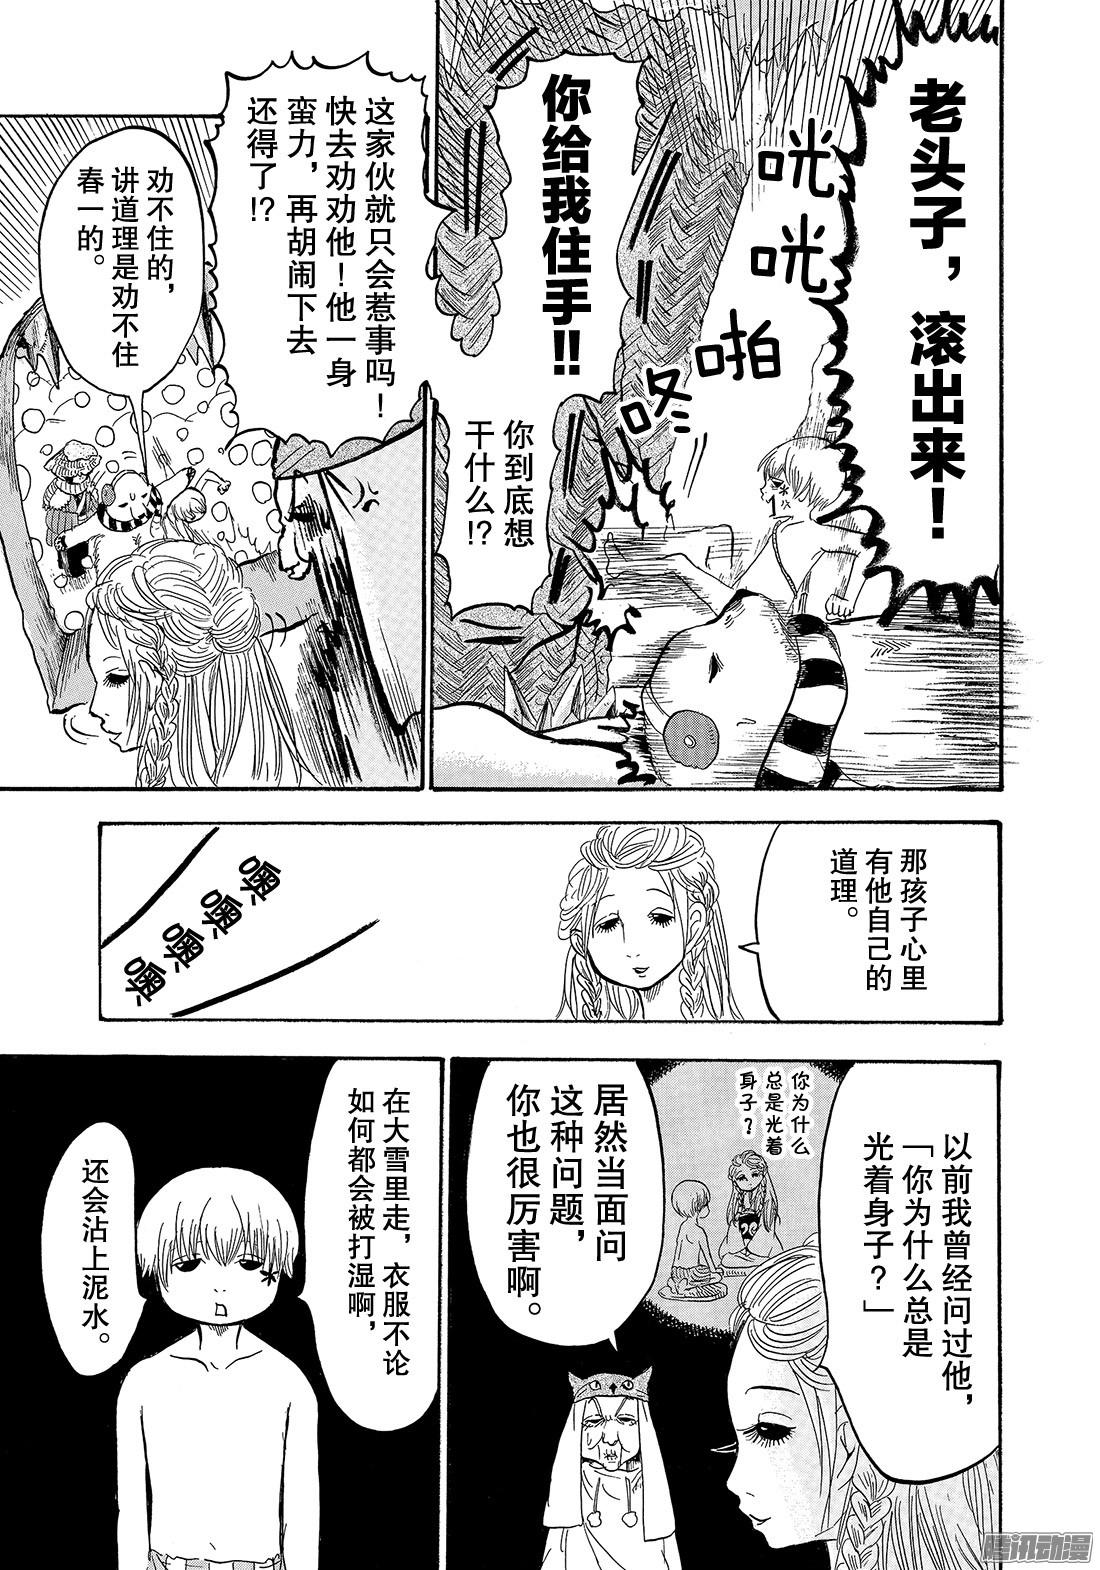 老头子，滚出来！
咣
咣
啪
咚
你给我住手!!
你到底想
干什么!?
这家伙就只会惹事吗！
快去劝劝他！他一身
蛮力，再胡闹下去
还得了!?
劝不住的，
讲道理是劝不住
春一的。
那孩子心里
有他自己的
道理。
噢
噢
噢
噢
以前我曾经问过他，
「你为什么总是
光着身子？」
你为什么
总是光着
身子？
居然当面问
这种问题，
你也很厉害啊。
在大雪里走，衣服不论
如何都会被打湿啊，
还会沾上泥水。
腾讯动漫